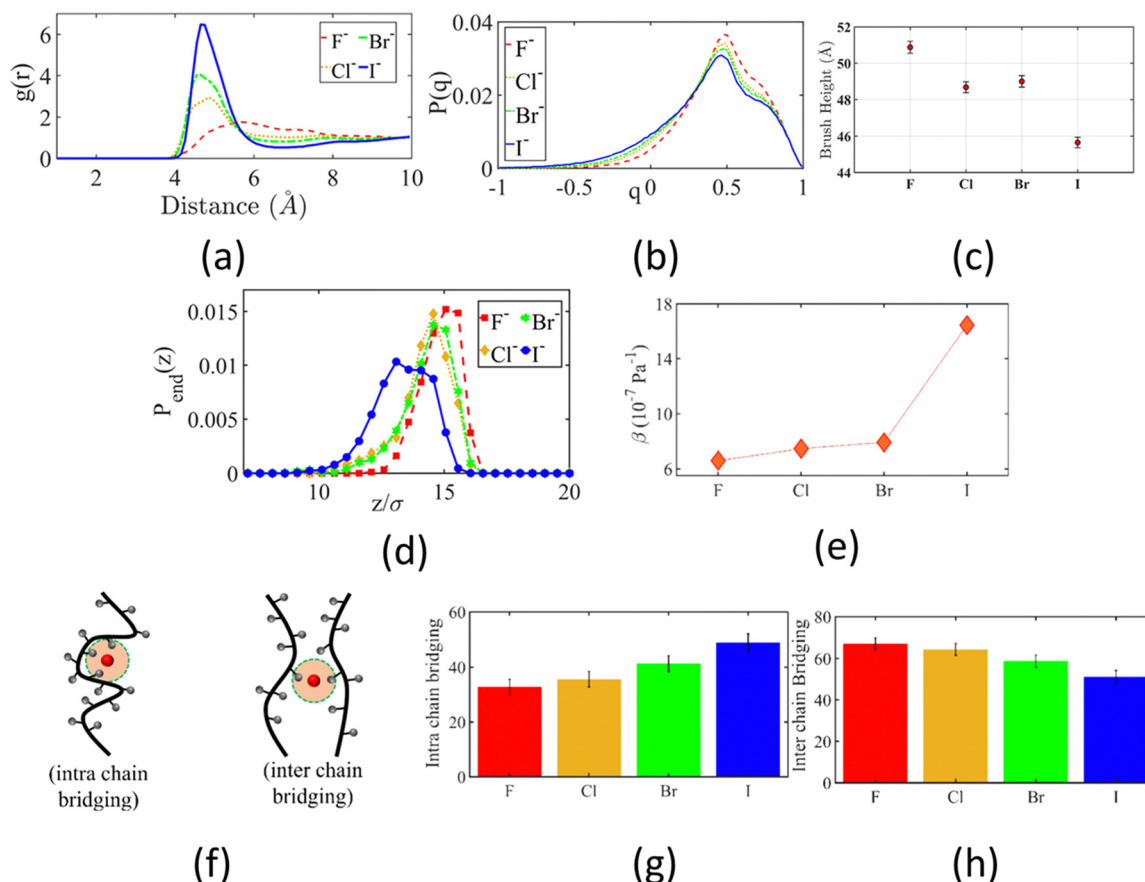 g(r)
6
4
2
0
F⁻ Br⁻
Cl⁻ I⁻
2 4 6 8 10
Distance (Å)
(a)
P(q)
0.04
0.02
0
F⁻
Cl⁻
Br⁻
I⁻
-1 -0.5 0 0.5 1
q
(b)
Brush Height (Å)
52
50
48
46
44
F Cl Br I
(c)
P_end(z)
0.015
0.01
0.005
0
F⁻ Br⁻
Cl⁻ I⁻
10 15 20
z/σ
(d)
β (10⁻⁷ Pa⁻¹)
18
14
10
6
F Cl Br I
(e)
(intra chain
bridging)
(inter chain
bridging)
(f)
Intra chain bridging
60
40
20
0
F Cl Br I
(g)
Inter chain Bridging
80
60
40
20
0
F Cl Br I
(h)